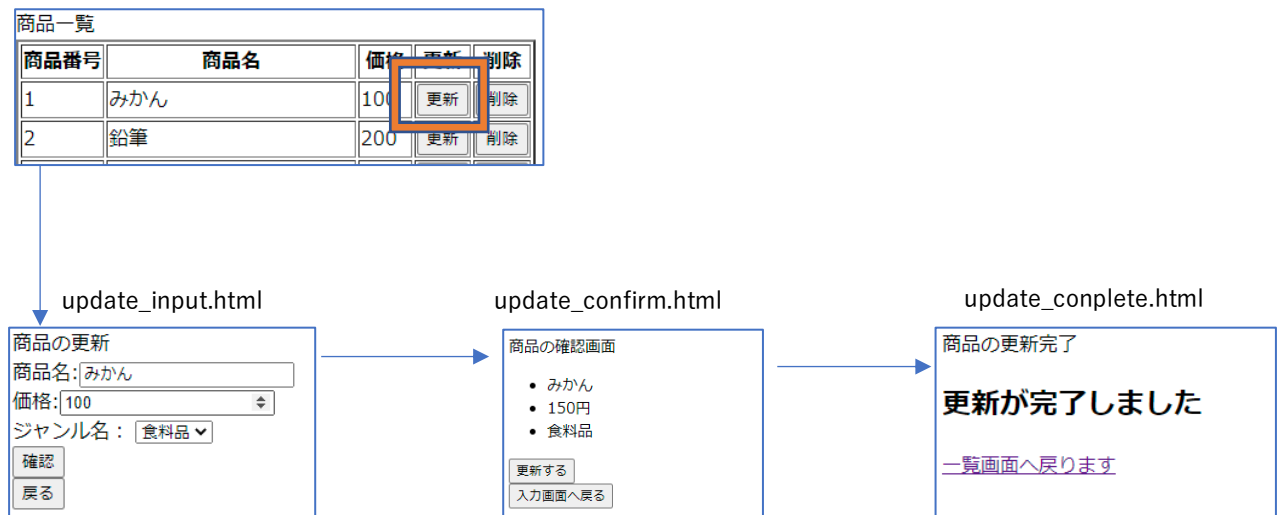 商品一覧
商品番号 商品名 価格 更新 削除
1 みかん 100 更新 削除
2 鉛筆 200 更新 削除
update_input.html update_confirm.html update_conplete.html
商品の更新
商品名:みかん
価格:100
ジャンル名： 食料品
確認
戻る
商品の確認画面
• みかん
• 150円
• 食料品
更新する
入力画面へ戻る
商品の更新完了
更新が完了しました
一覧画面へ戻ります